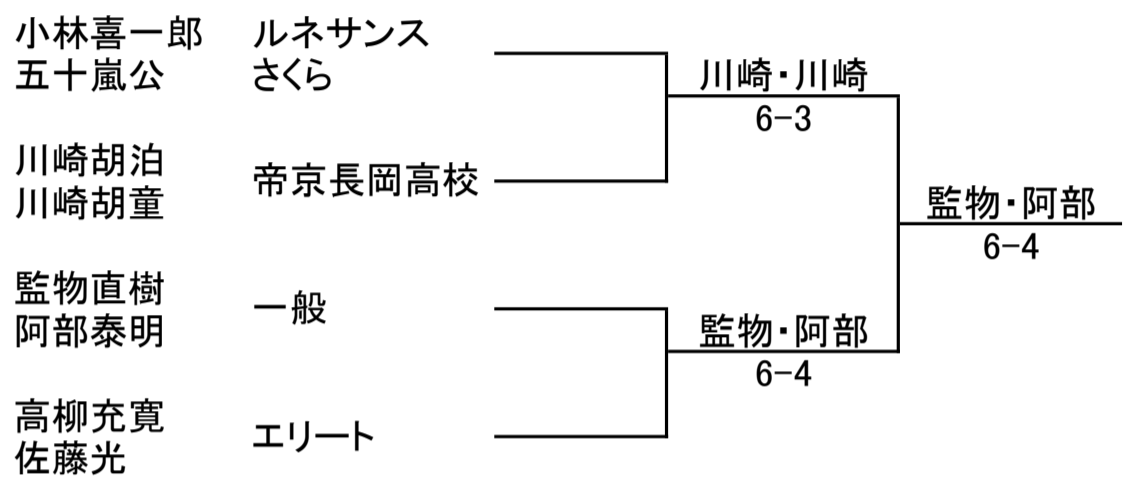 小林喜一郎 ルネサンス
五十嵐公 さくら
川崎・川崎
6-3
川崎胡泊
川崎胡童
帝京長岡高校
監物・阿部
6-4
監物直樹
阿部泰明
一般
監物・阿部
6-4
高柳充寛
佐藤光
エリート